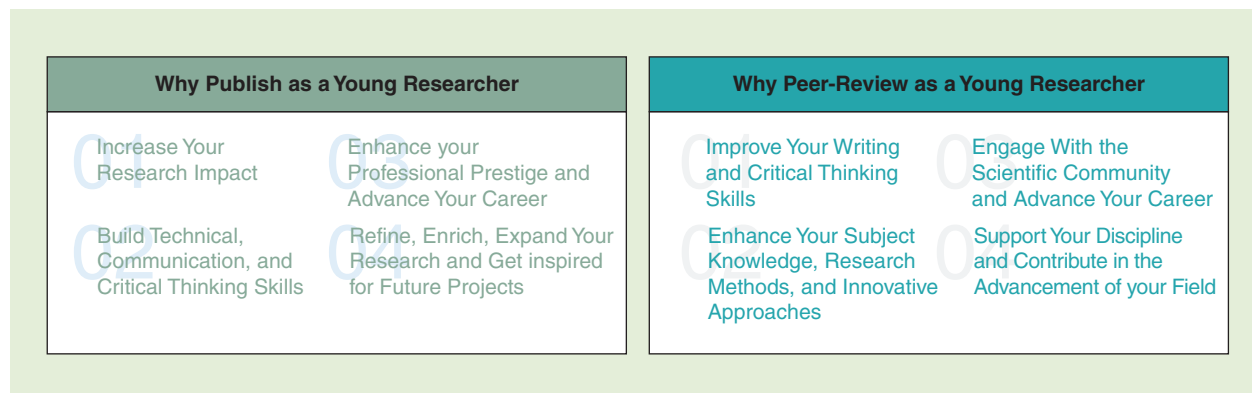 Why Publish as a Young Researcher
01
Increase Your
Research Impact
02
Build Technical,
Communication, and
Critical Thinking Skills
03
Enhance your
Professional Prestige and
Advance Your Career
04
Refine, Enrich, Expand Your
Research and Get inspired
for Future Projects
Why Peer-Review as a Young Researcher
01
Improve Your Writing
and Critical Thinking
Skills
02
Enhance Your Subject
Knowledge, Research
Methods, and Innovative
Approaches
03
Engage With the
Scientific Community
and Advance Your Career
04
Support Your Discipline
and Contribute in the
Advancement of your Field